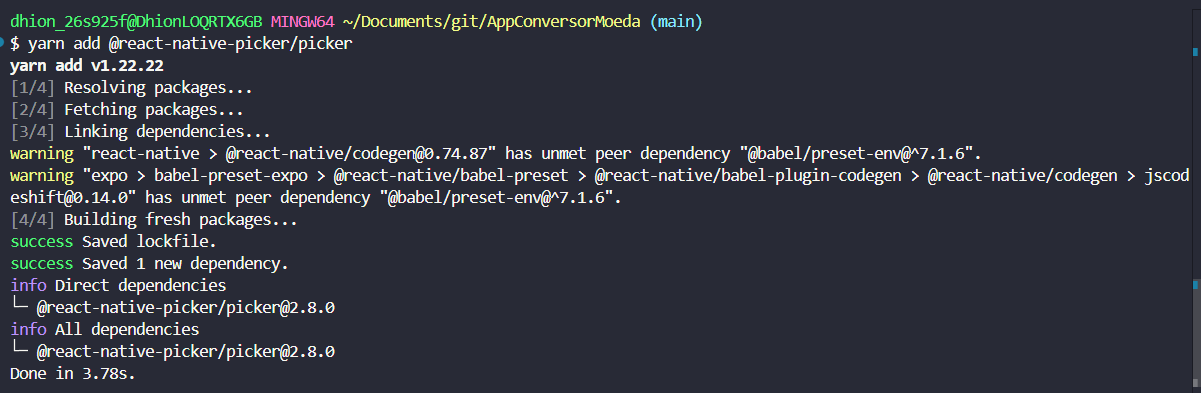 dhion_26s925f@DhionLOQRTX6GB MINGW64 ~/Documents/git/AppConversorMoeda (main)
$ yarn add @react-native-picker/picker
yarn add v1.22.22
[1/4] Resolving packages...
[2/4] Fetching packages...
[3/4] Linking dependencies...
warning "react-native > @react-native/codegen@0.74.87" has unmet peer dependency "@babel/preset-env@^7.1.6".
warning "expo > babel-preset-expo > @react-native/babel-preset > @react-native/babel-plugin-codegen > @react-native/codegen > jscod
eshift@0.14.0" has unmet peer dependency "@babel/preset-env@^7.1.6".
[4/4] Building fresh packages...
success Saved lockfile.
success Saved 1 new dependency.
info Direct dependencies
└─ @react-native-picker/picker@2.8.0
info All dependencies
└─ @react-native-picker/picker@2.8.0
Done in 3.78s.